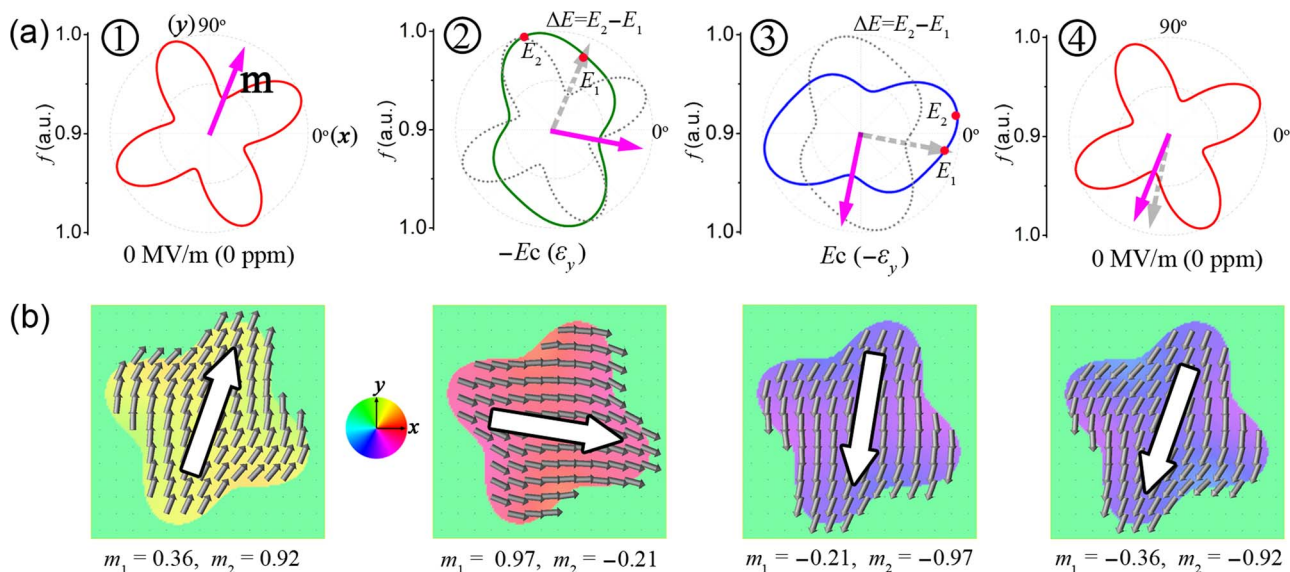 (a)
1.0
0.9
1.0
f (a.u.)
①
(y) 90°
m
0° (x)
0 MV/m (0 ppm)
1.0
0.9
1.0
f (a.u.)
②
ΔE=E₂−E₁
E₂
E₁
0°
−Ec (εy)
1.0
0.9
1.0
f (a.u.)
③
ΔE=E₂−E₁
E₂
0°
E₁
Ec (−εy)
1.0
0.9
1.0
f (a.u.)
④
90°
0°
0 MV/m (0 ppm)
(b)
y
x
m₁ = 0.36, m₂ = 0.92
m₁ = 0.97, m₂ = −0.21
m₁ = −0.21, m₂ = −0.97
m₁ = −0.36, m₂ = −0.92